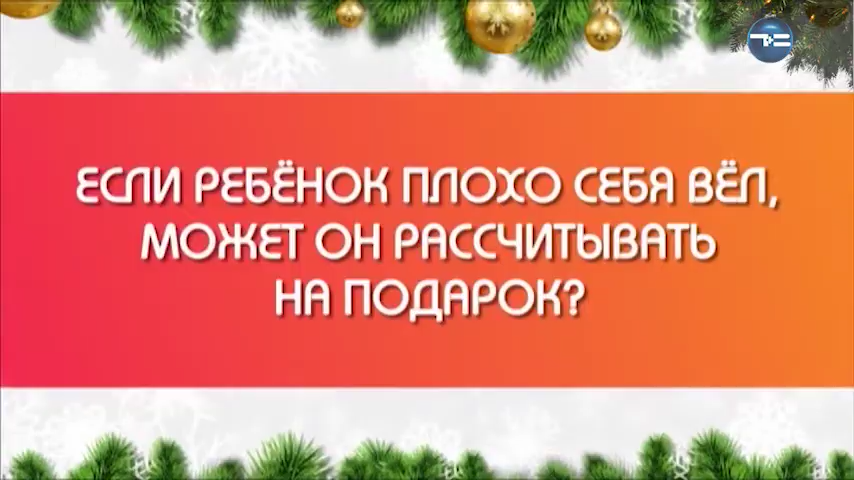 ЕСЛИ РЕБЁНОК ПЛОХО СЕБЯ ВЁЛ,
МОЖЕТ ОН РАССЧИТЫВАТЬ
НА ПОДАРОК?